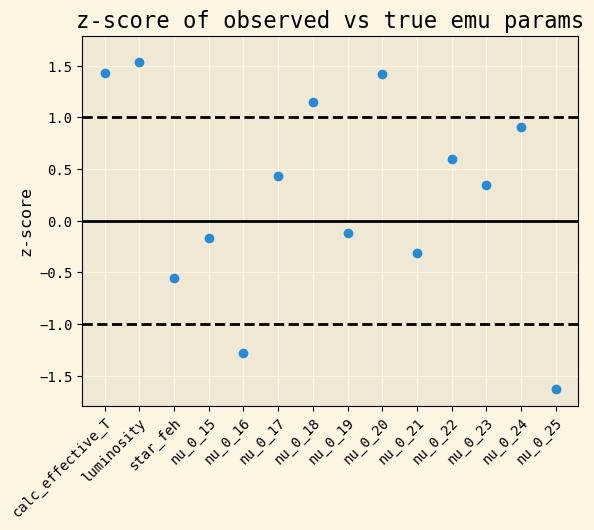 z-score of observed vs true emu params
1.5
1.0
0.5
0.0
−0.5
−1.0
−1.5
z-score
calc_effective_T
luminosity
star_feh
nu_0_15
nu_0_16
nu_0_17
nu_0_18
nu_0_19
nu_0_20
nu_0_21
nu_0_22
nu_0_23
nu_0_24
nu_0_25